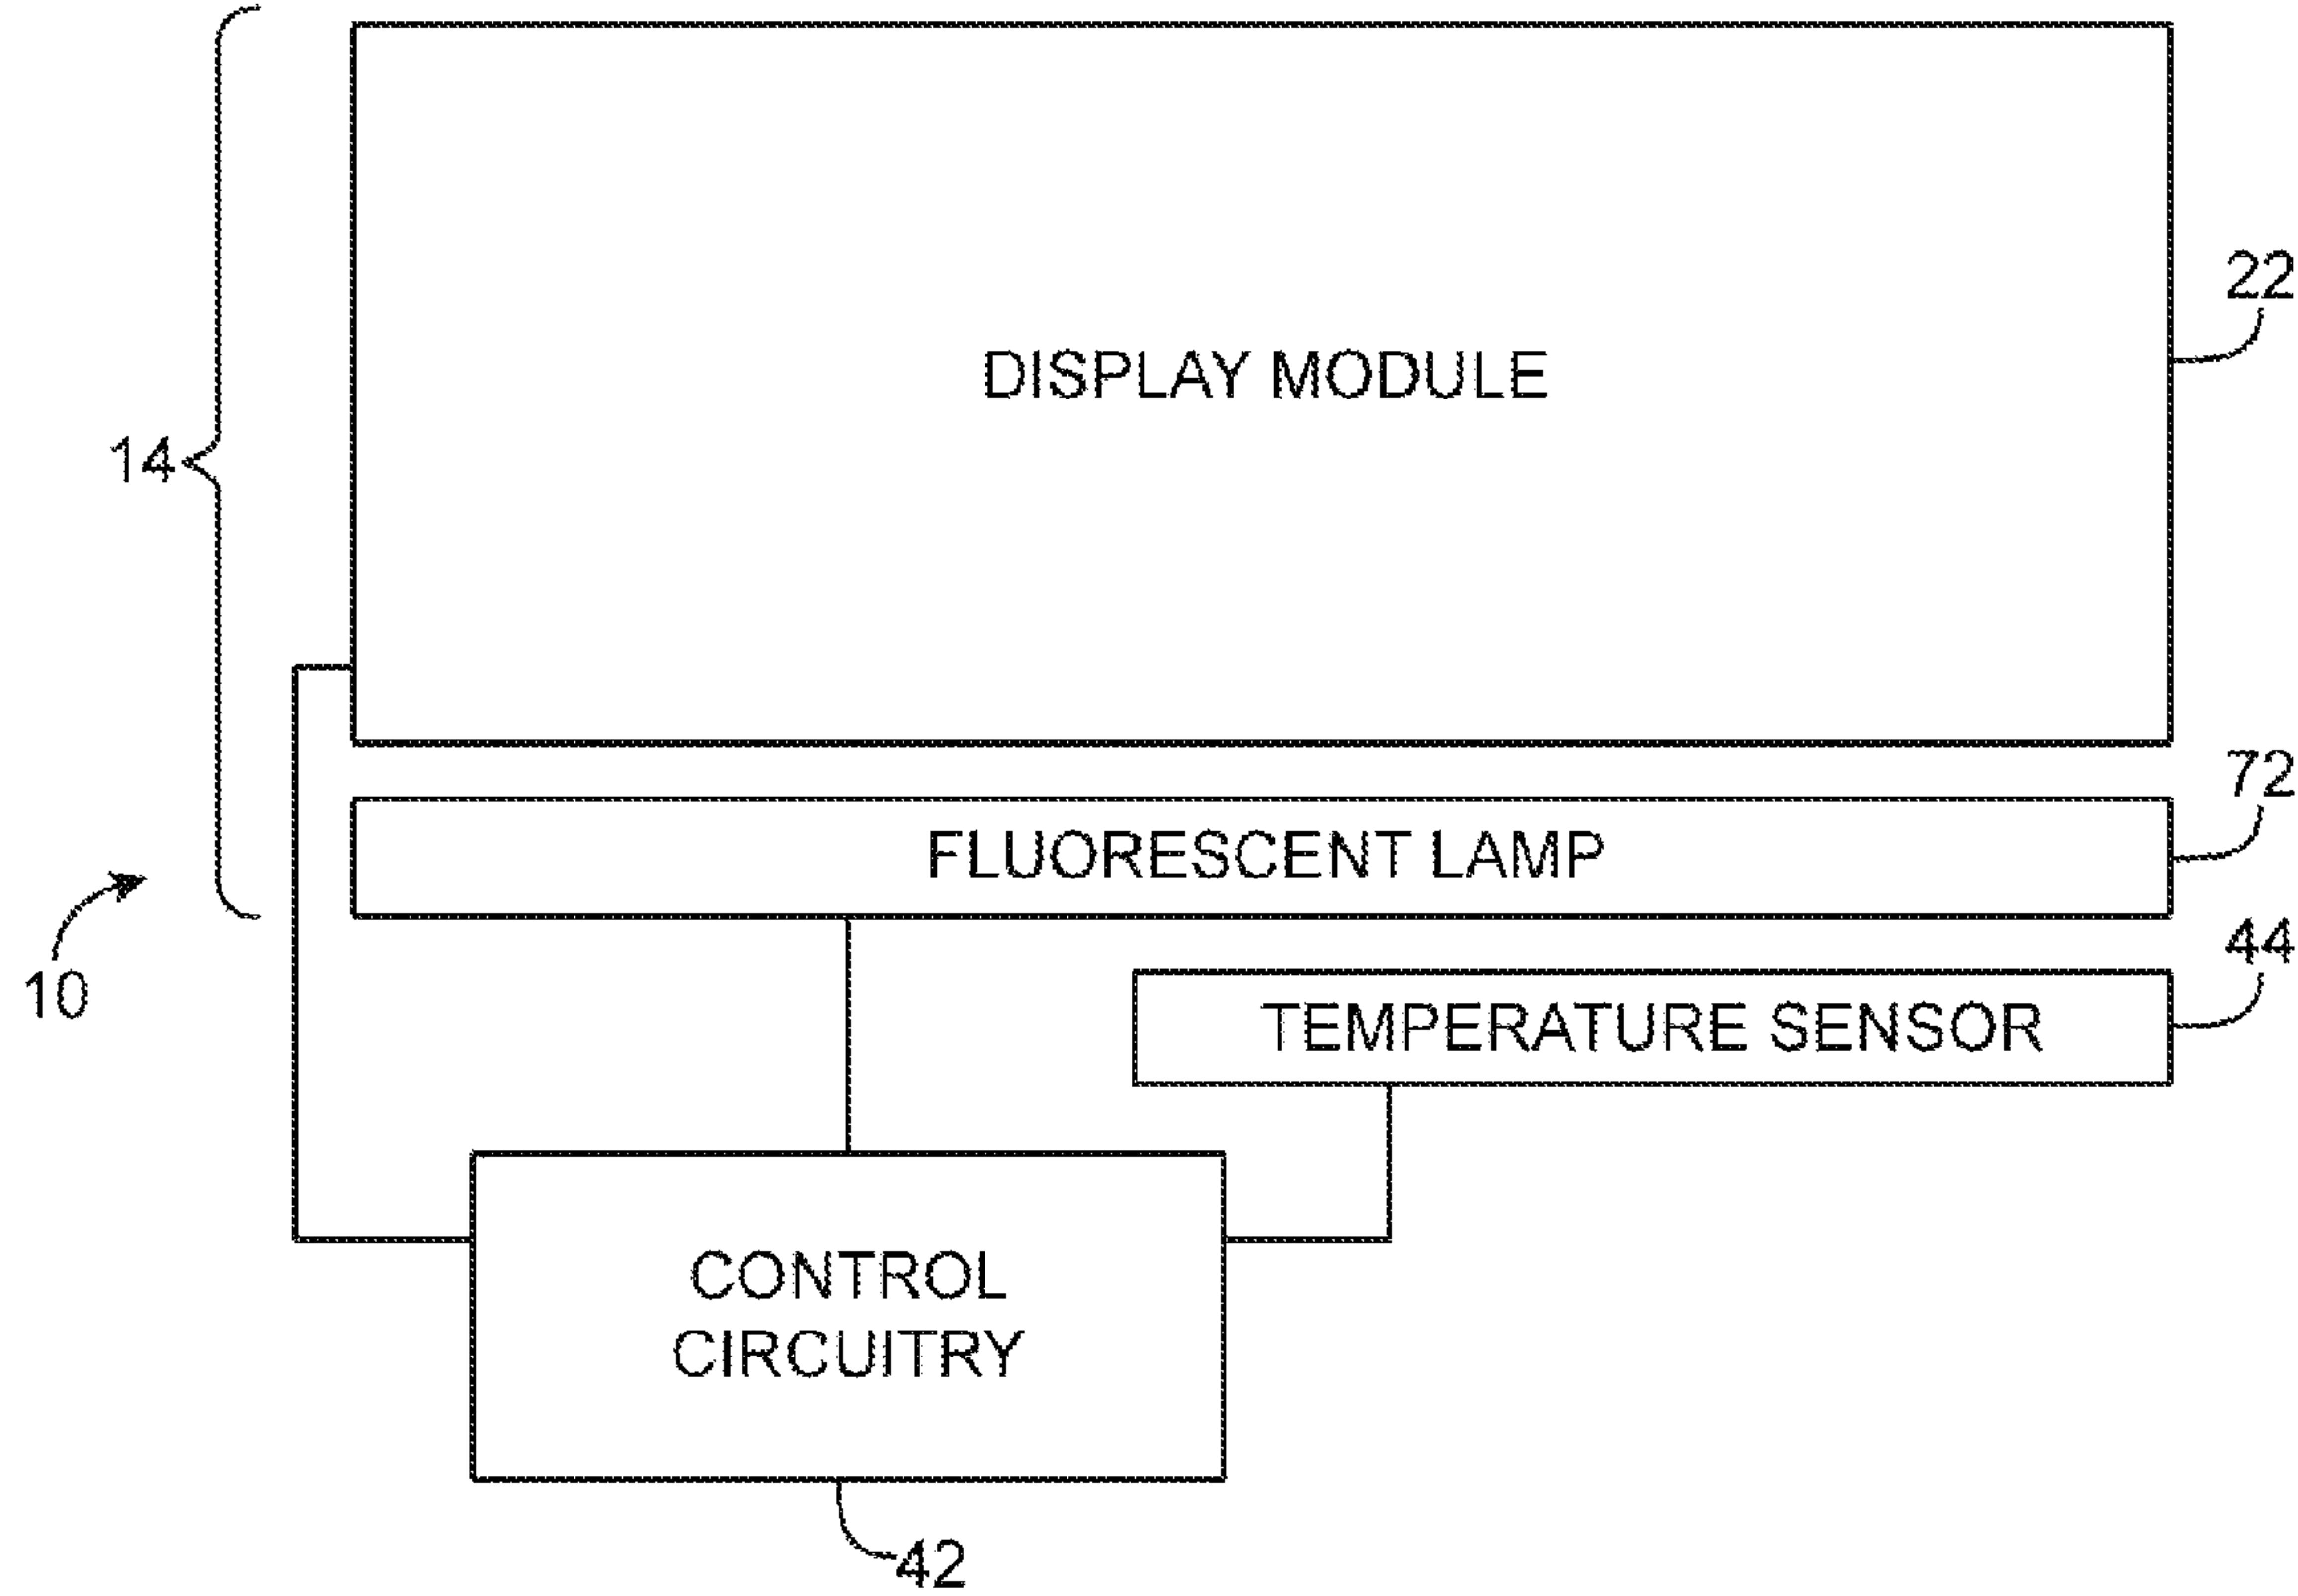 22
DISPLAY MODULE
14
72
FLUORESCENT LAMP
44
10
TEMPERATURE SENSOR
CONTROL
CIRCUITRY
42